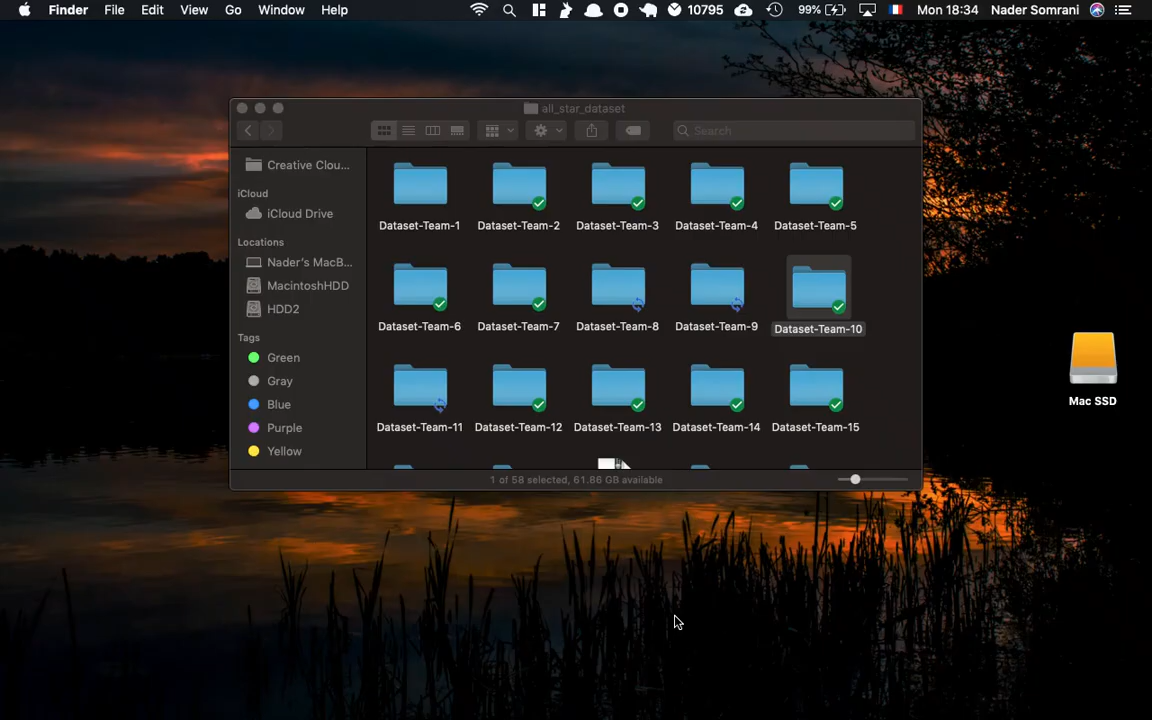 Finder File Edit View Go Window Help 10795 99% Mon 18:34 Nader Somrani
all_star_dataset
Search
Creative Clou...
iCloud
iCloud Drive
Locations
Nader's MacB...
MacintoshHDD
HDD2
Tags
Green
Gray
Blue
Purple
Yellow
Dataset-Team-1 Dataset-Team-2 Dataset-Team-3 Dataset-Team-4 Dataset-Team-5
Dataset-Team-6 Dataset-Team-7 Dataset-Team-8 Dataset-Team-9 Dataset-Team-10
Dataset-Team-11 Dataset-Team-12 Dataset-Team-13 Dataset-Team-14 Dataset-Team-15
1 of 58 selected, 61.86 GB available
Mac SSD